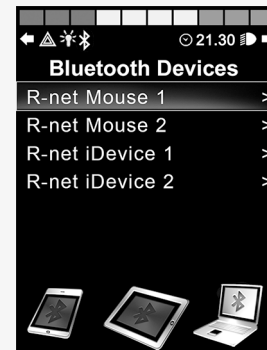 21.30
Bluetooth Devices
R-net Mouse 1 >
R-net Mouse 2 >
R-net iDevice 1 >
R-net iDevice 2 >